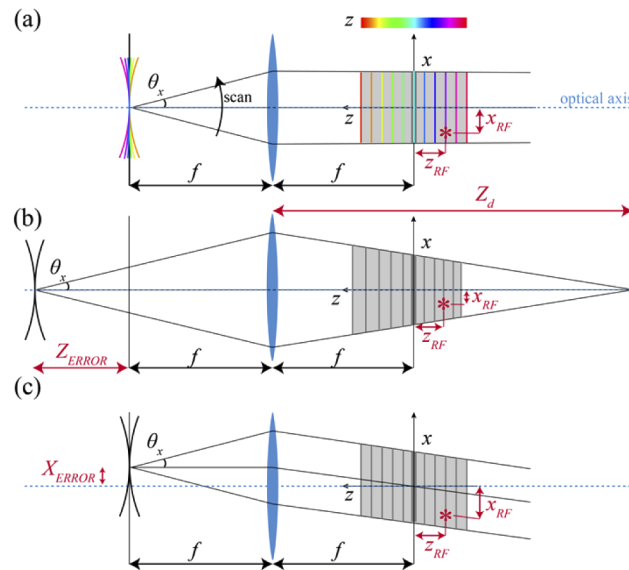 (a)
z
x
θx
scan
optical axis
z
xRF
zRF
f
f
Zd
(b)
x
θx
z
xRF
zRF
ZERROR
f
f
(c)
x
θx
XERROR
z
xRF
zRF
f
f